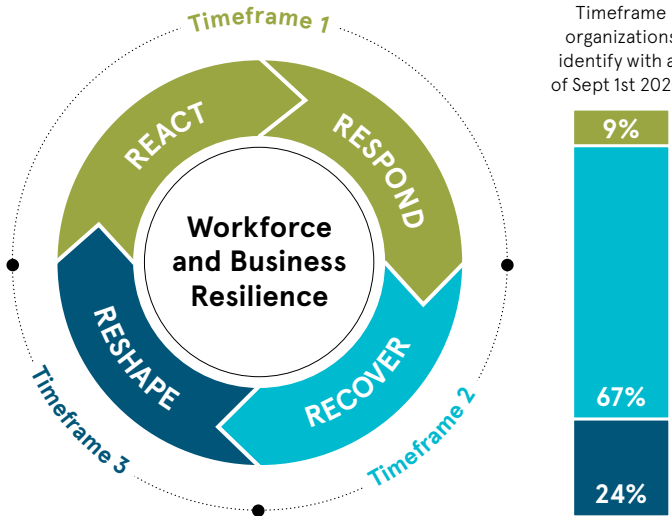 Timeframe 1
REACT
RESPOND
Workforce
and Business
Resilience
RESHAPE
RECOVER
Timeframe 3
Timeframe 2
Timeframe
organizations
identify with a
of Sept 1st 202
9%
67%
24%